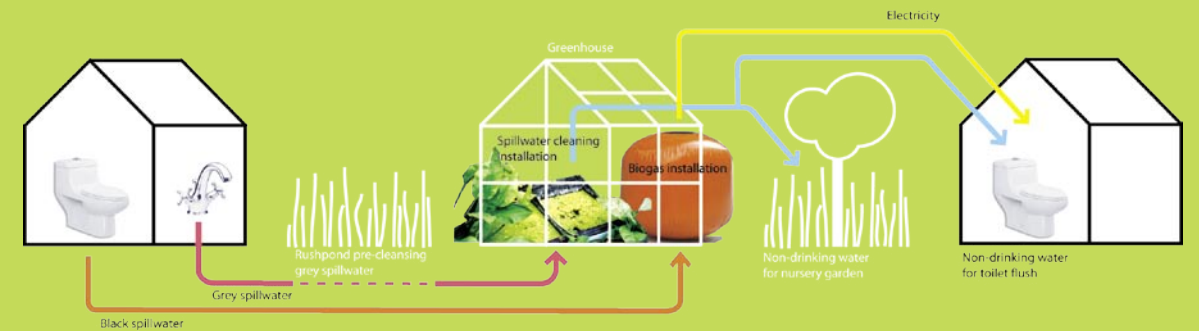 Electricity
Greenhouse
Spillwater cleaning
installation
Biogas installation
Rushpond pre-cleansing
grey spillwater
Non-drinking water
for nursery garden
Non-drinking water
for toilet flush
Grey spillwater
Black spillwater